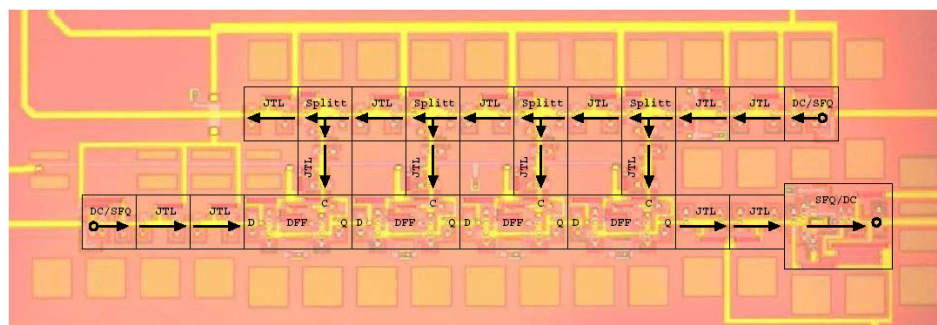 JTL Splitt JTL Splitt JTL Splitt JTL Splitt JTL JTL DC/SFQ
JTL JTL JTL JTL
DC/SFQ JTL JTL D DFF C Q D DFF C Q D DFF C Q D DFF C Q JTL JTL SFQ/DC